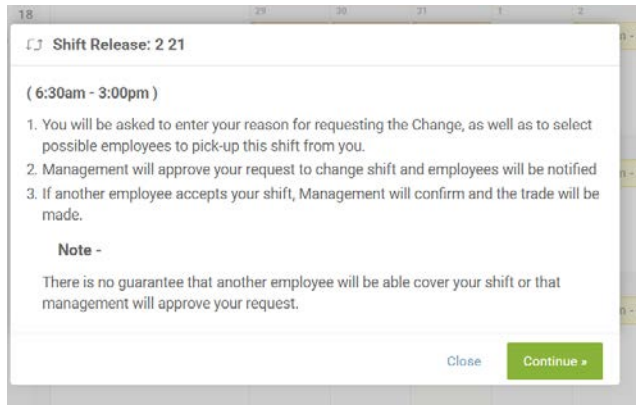 18
29 30 31 1 2
Shift Release: 2 21
( 6:30am - 3:00pm )
1. You will be asked to enter your reason for requesting the Change, as well as to select
possible employees to pick-up this shift from you.
2. Management will approve your request to change shift and employees will be notified
3. If another employee accepts your shift, Management will confirm and the trade will be
made.
Note -
There is no guarantee that another employee will be able cover your shift or that
management will approve your request.
Close Continue »